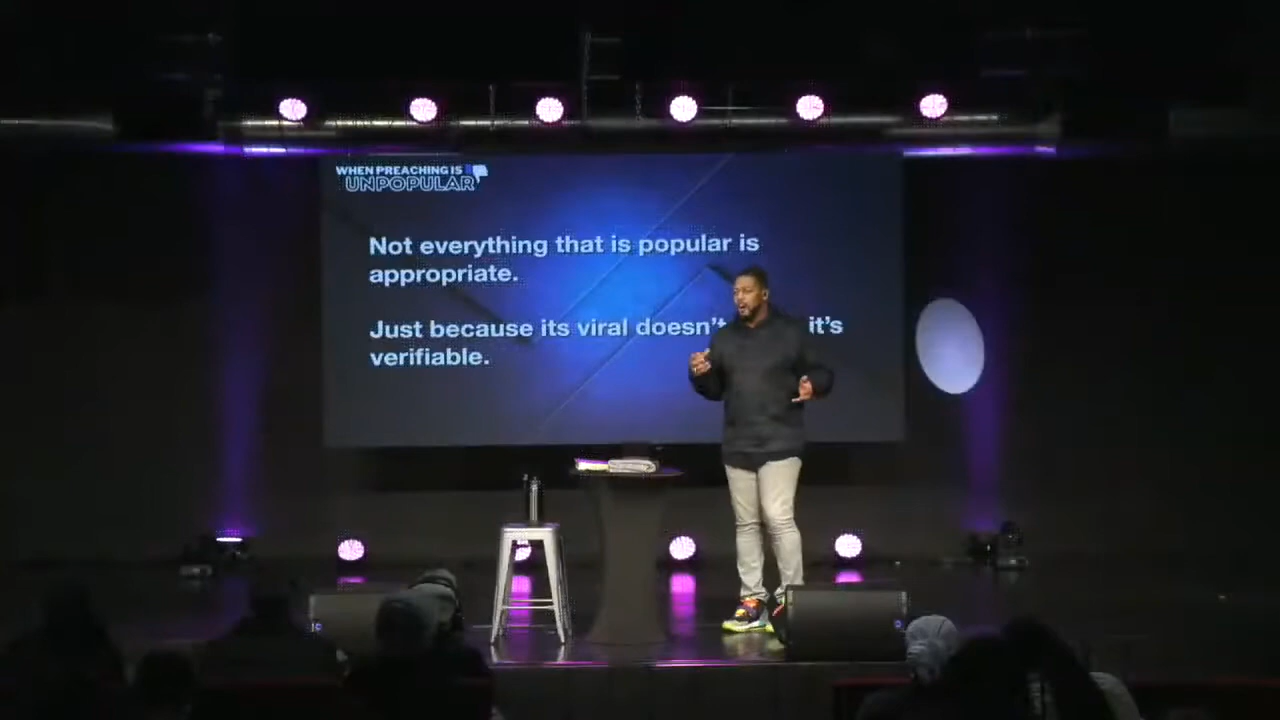 WHEN PREACHING IS
UNPOPULAR
Not everything that is popular is
appropriate.
Just because its viral doesn't it's
verifiable.